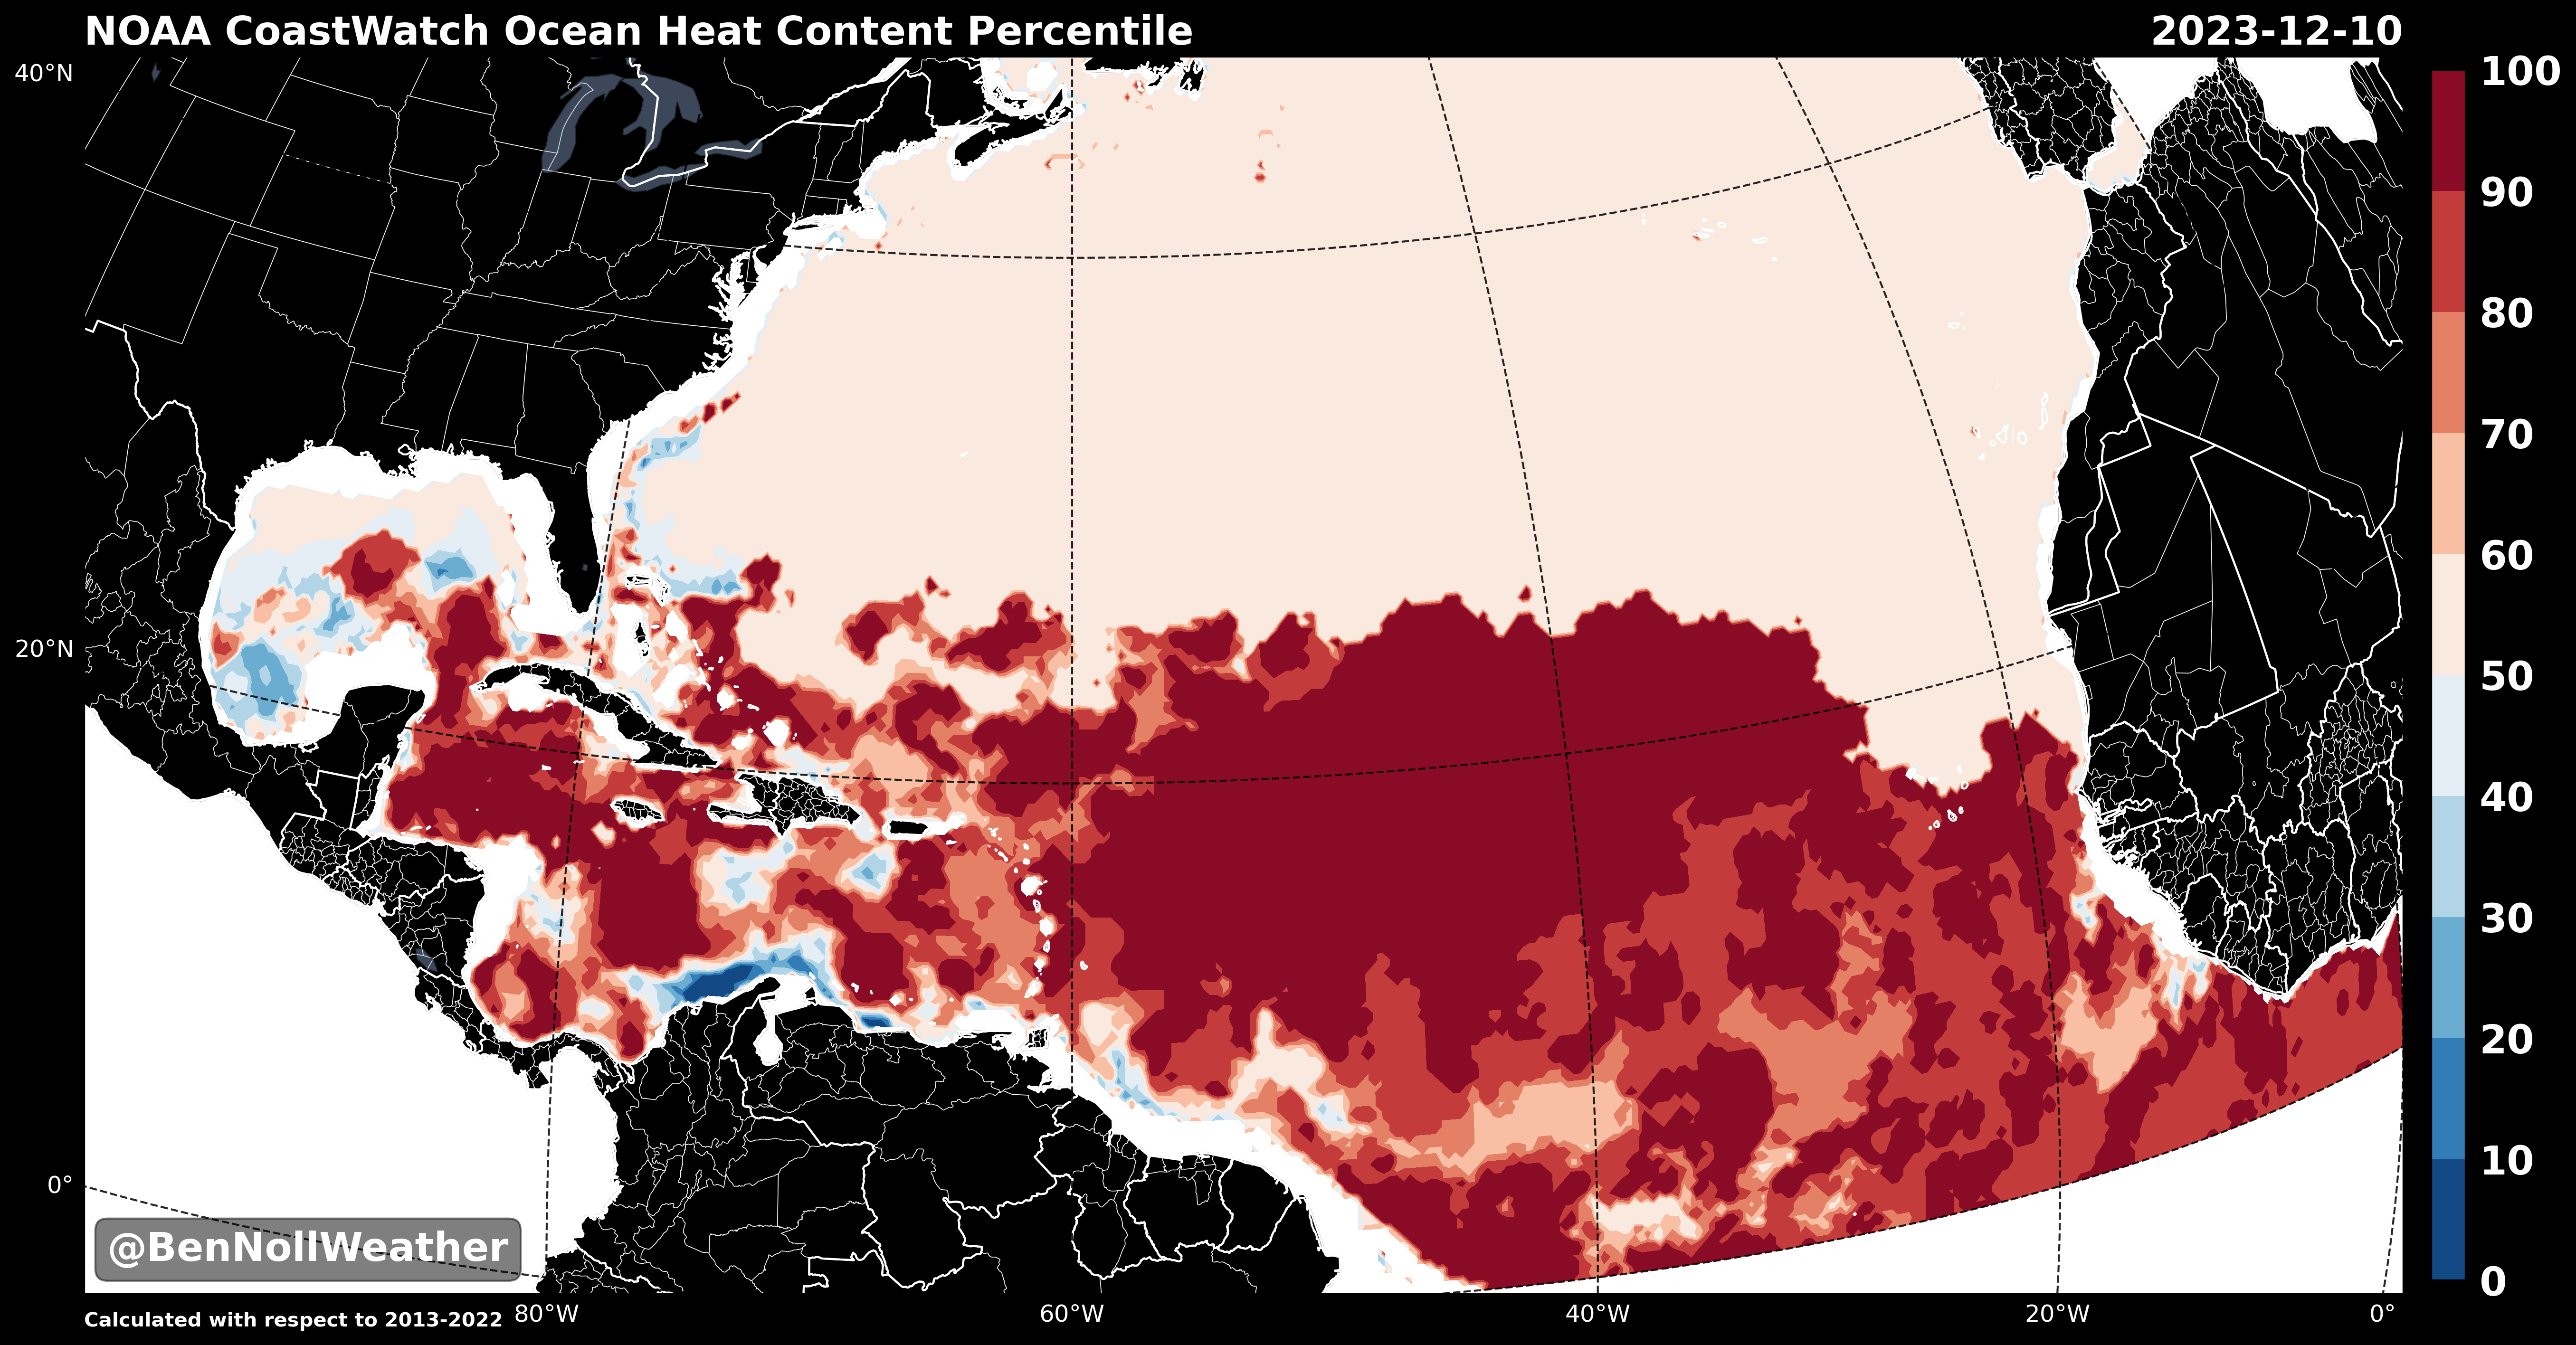 NOAA CoastWatch Ocean Heat Content Percentile 2023-12-10
40°N
20°N
0°
100
90
80
70
60
50
40
30
20
10
0
@BenNollWeather
Calculated with respect to 2013-2022
80°W 60°W 40°W 20°W 0°